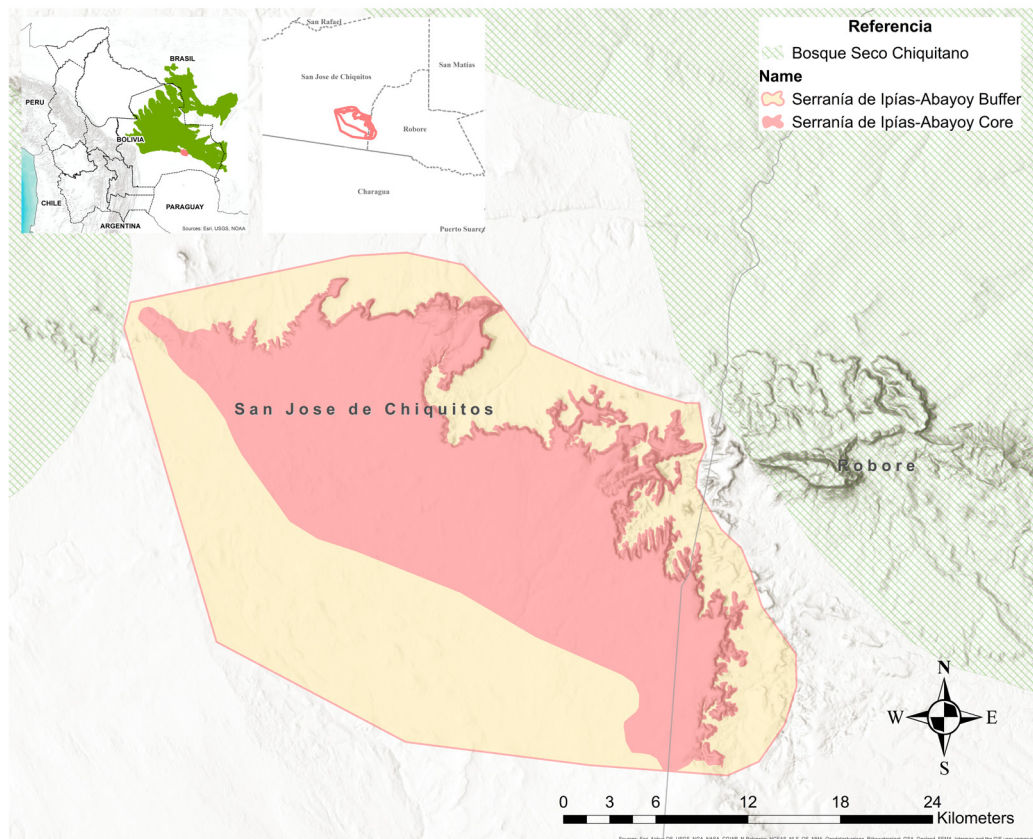 BRASIL
PERU
BOLIVIA
CHILE
PARAGUAY
ARGENTINA
Sources: Esri, USGS, NOAA
San Rafael
San Jose de Chiquitos
San Matías
Robore
Charagua
Puerto Suarez
Referencia
Bosque Seco Chiquitano
Name
Serranía de Ipías-Abayoy Buffer
Serranía de Ipías-Abayoy Core
San Jose de Chiquitos
Robore
N
W E
S
0 3 6 12 18 24
Kilometers